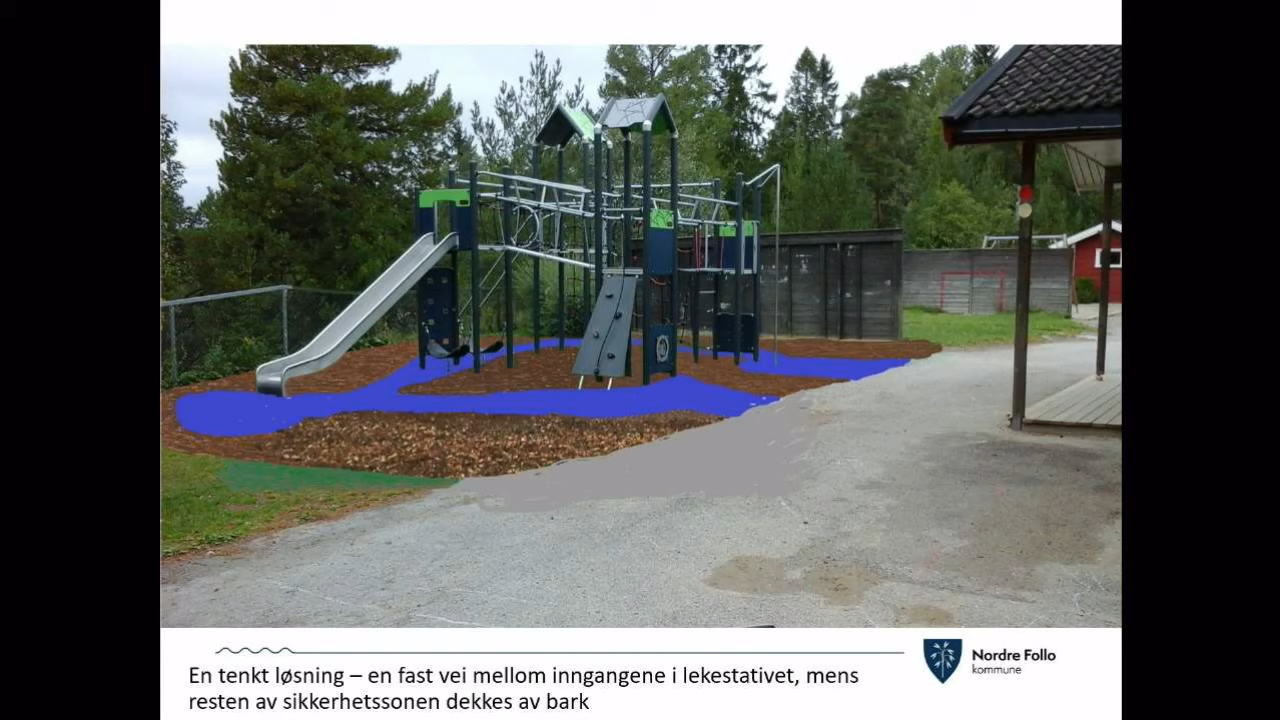 En tenkt løsning – en fast vei mellom inngangene i lekestativet, mens
resten av sikkerhetssonen dekkes av bark
Nordre Follo
kommune